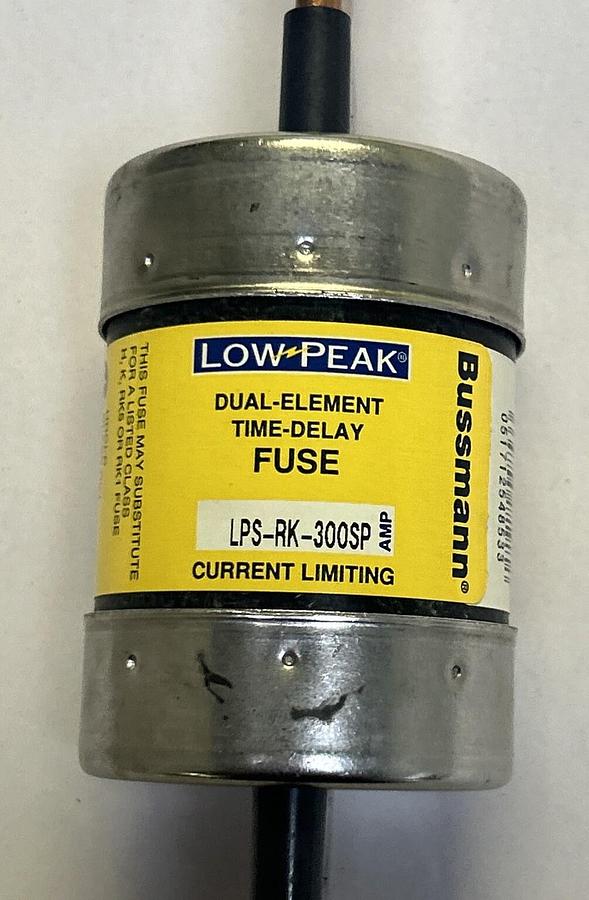 LOW-PEAK®
DUAL-ELEMENT
TIME-DELAY
FUSE
LPS-RK-300SP
AMP
CURRENT LIMITING
Bussmann®
THIS FUSE MAY SUBSTITUTE
FOR A LISTED CLASS
H, K, RK5 OR RK1 FUSE